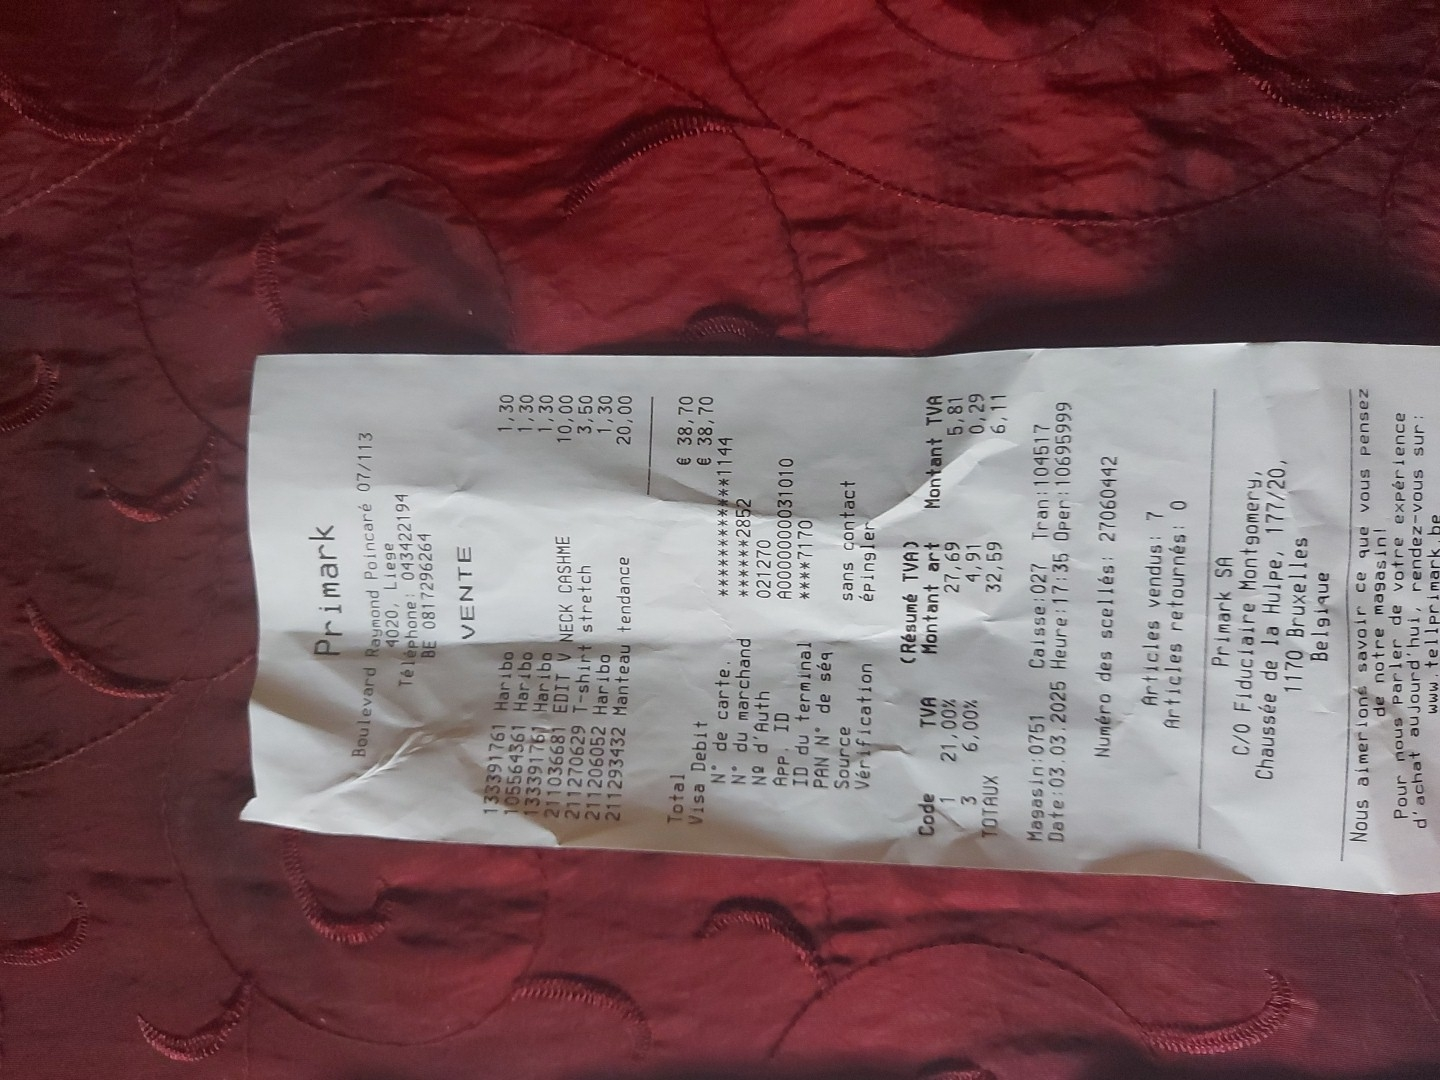 Primark
Boulevard Raymond Poincaré 07/113
4020, Liege
Téléphone: 043422194
BE 0817296264
VENTE
133391761 Haribo 1,30
105564361 Haribo 1,30
133391761 Haribo 1,30
211036681 EDIT V NECK CASHME 10,00
211270629 T-shirt stretch 3,50
211206052 Haribo 1,30
211293432 Manteau tendance 20,00
Total € 38,70
Visa Debit € 38,70
N° de carte. ************1144
N° du marchand ******2852
Nº d'Auth 021270
APP. ID A0000000031010
ID du terminal ****7170
PAN N° de séq
Source sans contact
Vérification épingler
(Résumé TVA)
Code TVA Montant art Montant TVA
1 21,00% 27,69 5,81
3 6,00% 4,91 0,29
TOTAUX 32,59 6,11
Magasin:0751 Caisse:027 Tran:104517
Date:03.03.2025 Heure:17:35 Open:10695999
Numéro des scellés: 27060442
Articles vendus: 7
Articles retournés: 0
Primark SA
C/O Fiduciaire Montgomery,
Chaussée de la Hulpe, 177/20,
1170 Bruxelles
Belgique
Nous aimerions savoir ce que vous pensez
de notre magasin!
Pour nous parler de votre expérience
d'achat aujourd'hui, rendez-vous sur:
www.tellprimark.be